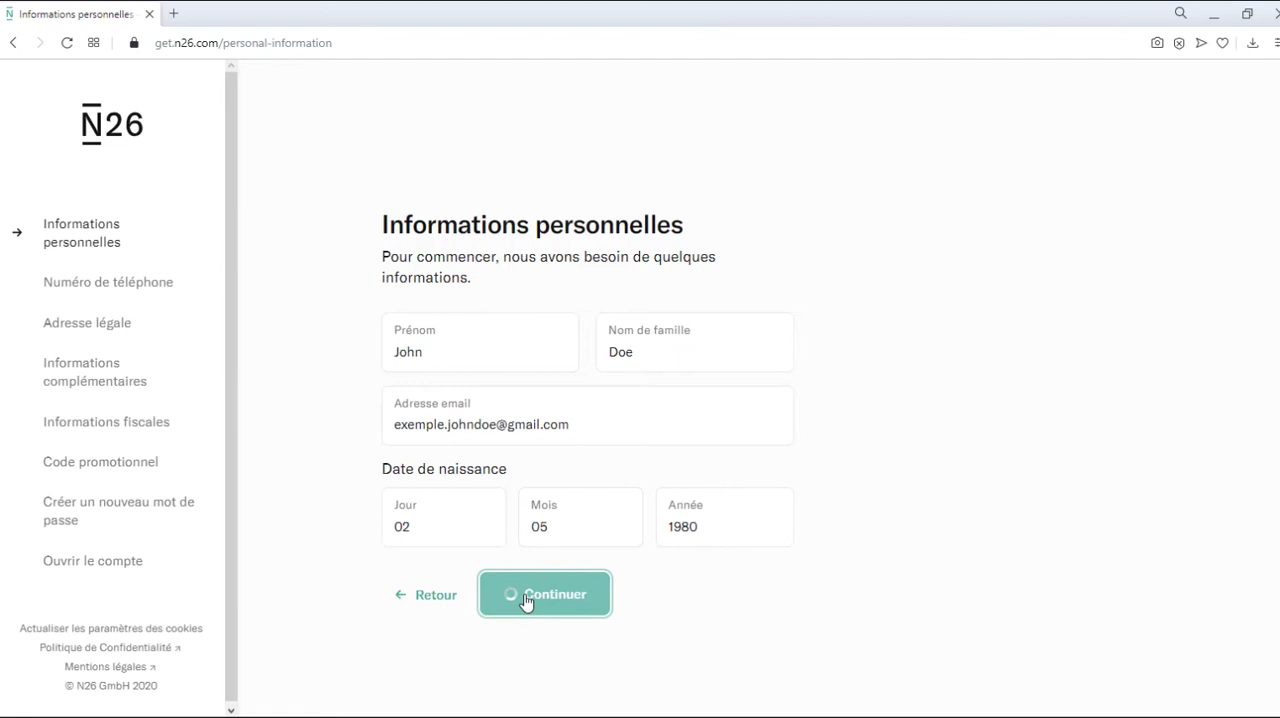 Informations personnelles
get.n26.com/personal-information
N26
Informations
personnelles
Numéro de téléphone
Adresse légale
Informations
complémentaires
Informations fiscales
Code promotionnel
Créer un nouveau mot de
passe
Ouvrir le compte
Actualiser les paramètres des cookies
Politique de Confidentialité
Mentions légales
© N26 GmbH 2020
Informations personnelles
Pour commencer, nous avons besoin de quelques
informations.
Prénom
Nom de famille
John
Doe
Adresse email
exemple.johndoe@gmail.com
Date de naissance
Jour
Mois
Année
02
05
1980
Retour
Continuer